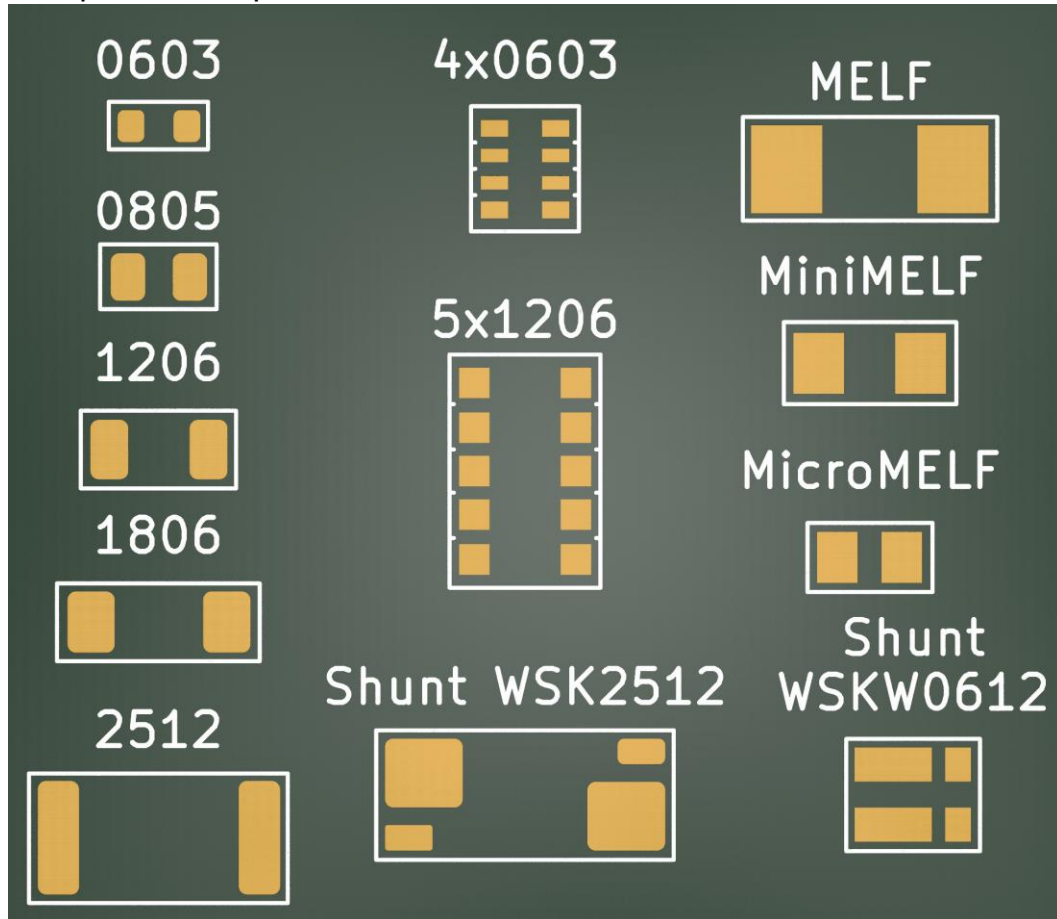 0603
0805
1206
1806
2512
4x0603
5x1206
Shunt WSK2512
MELF
MiniMELF
MicroMELF
Shunt
WSKW0612